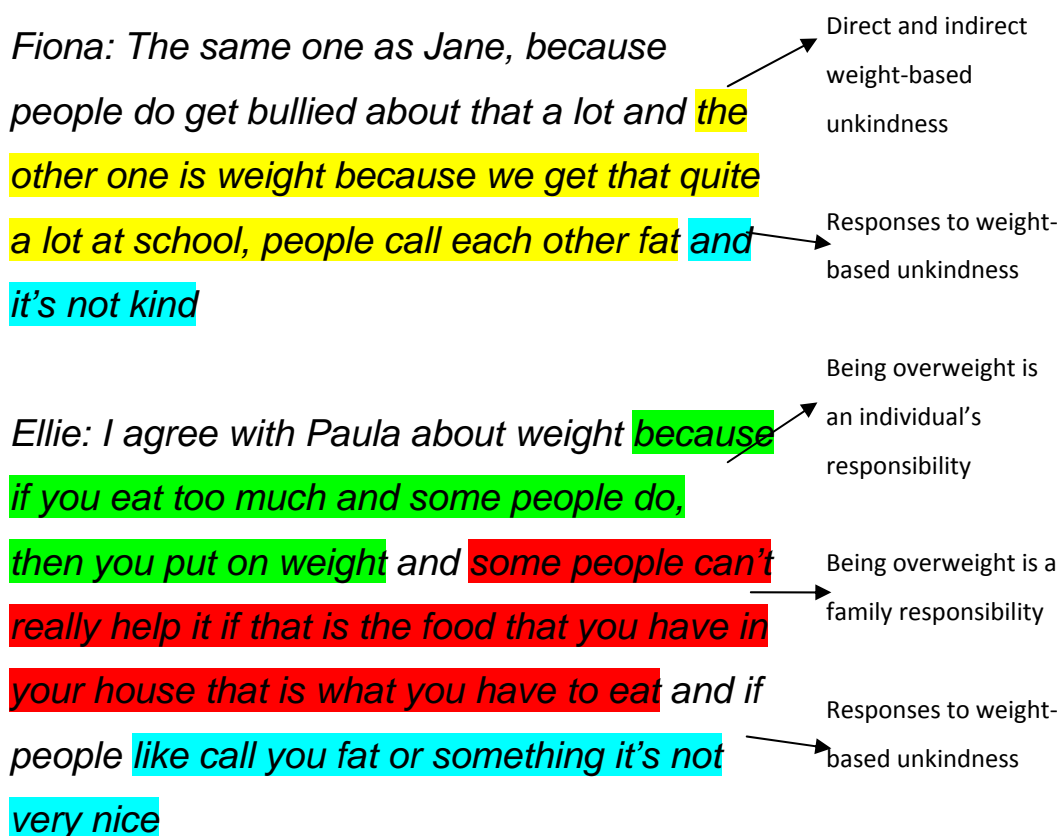 Fiona: The same one as Jane, because
people do get bullied about that a lot and the
other one is weight because we get that quite
a lot at school, people call each other fat and
it’s not kind
Direct and indirect
weight-based
unkindness
Responses to weight-
based unkindness
Ellie: I agree with Paula about weight because
if you eat too much and some people do,
then you put on weight and some people can’t
really help it if that is the food that you have in
your house that is what you have to eat and if
people like call you fat or something it’s not
very nice
Being overweight is
an individual’s
responsibility
Being overweight is a
family responsibility
Responses to weight-
based unkindness